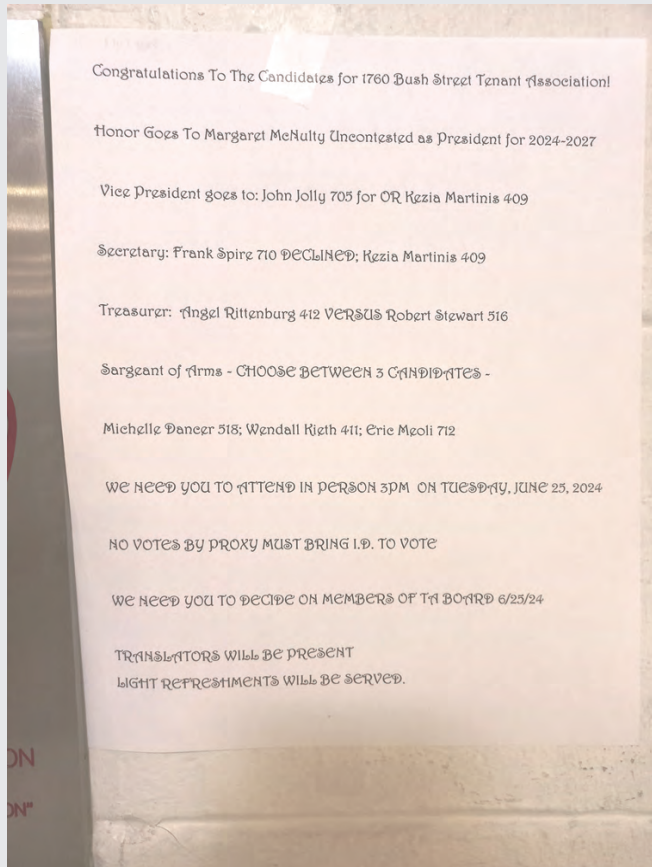 Congratulations To The Candidates for 1760 Bush Street Tenant Association!
Honor Goes To Margaret McNulty Uncontested as President for 2024-2027
Vice President goes to: John Jolly 705 for OR Kezia Martinis 409
Secretary: Frank Spire 710 DECLINED; Kezia Martinis 409
Treasurer: Angel Rittenburg 412 VERSUS Robert Stewart 516
Sargeant of Arms - CHOOSE BETWEEN 3 CANDIDATES -
Michelle Dancer 518; Wendall Kieth 411; Eric Meoli 712
WE NEED YOU TO ATTEND IN PERSON 3PM ON TUESDAY, JUNE 25, 2024
NO VOTES BY PROXY MUST BRING I.D. TO VOTE
WE NEED YOU TO DECIDE ON MEMBERS OF TA BOARD 6/25/24
TRANSLATORS WILL BE PRESENT
LIGHT REFRESHMENTS WILL BE SERVED.
ON
ON"